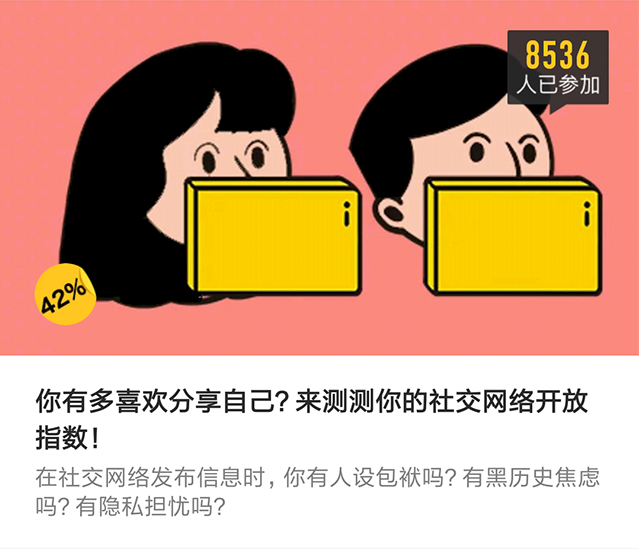 8536
人已参加
i
i
42%
你有多喜欢分享自己？来测测你的社交网络开放
指数！
在社交网络发布信息时，你有人设包袱吗？有黑历史焦虑
吗？有隐私担忧吗？